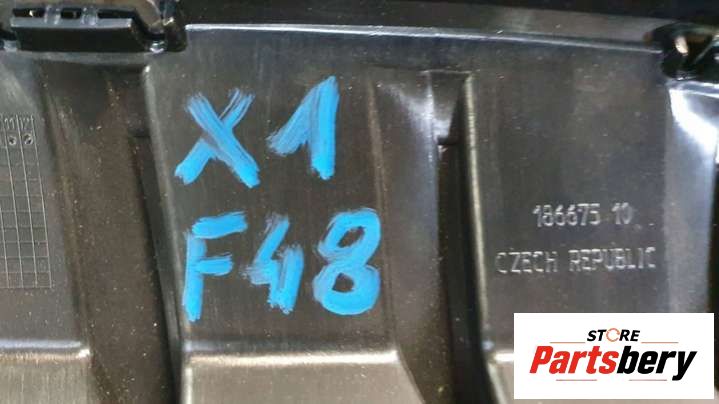 X1
F48
186675 10
CZECH REPUBLIC
STORE
Partsbery